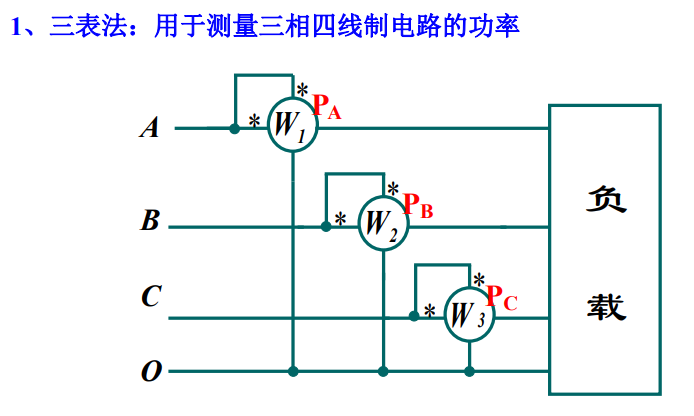 1、三表法：用于测量三相四线制电路的功率
A * * W1 PA
B * * W2 PB
C * * W3 PC
O
负
载